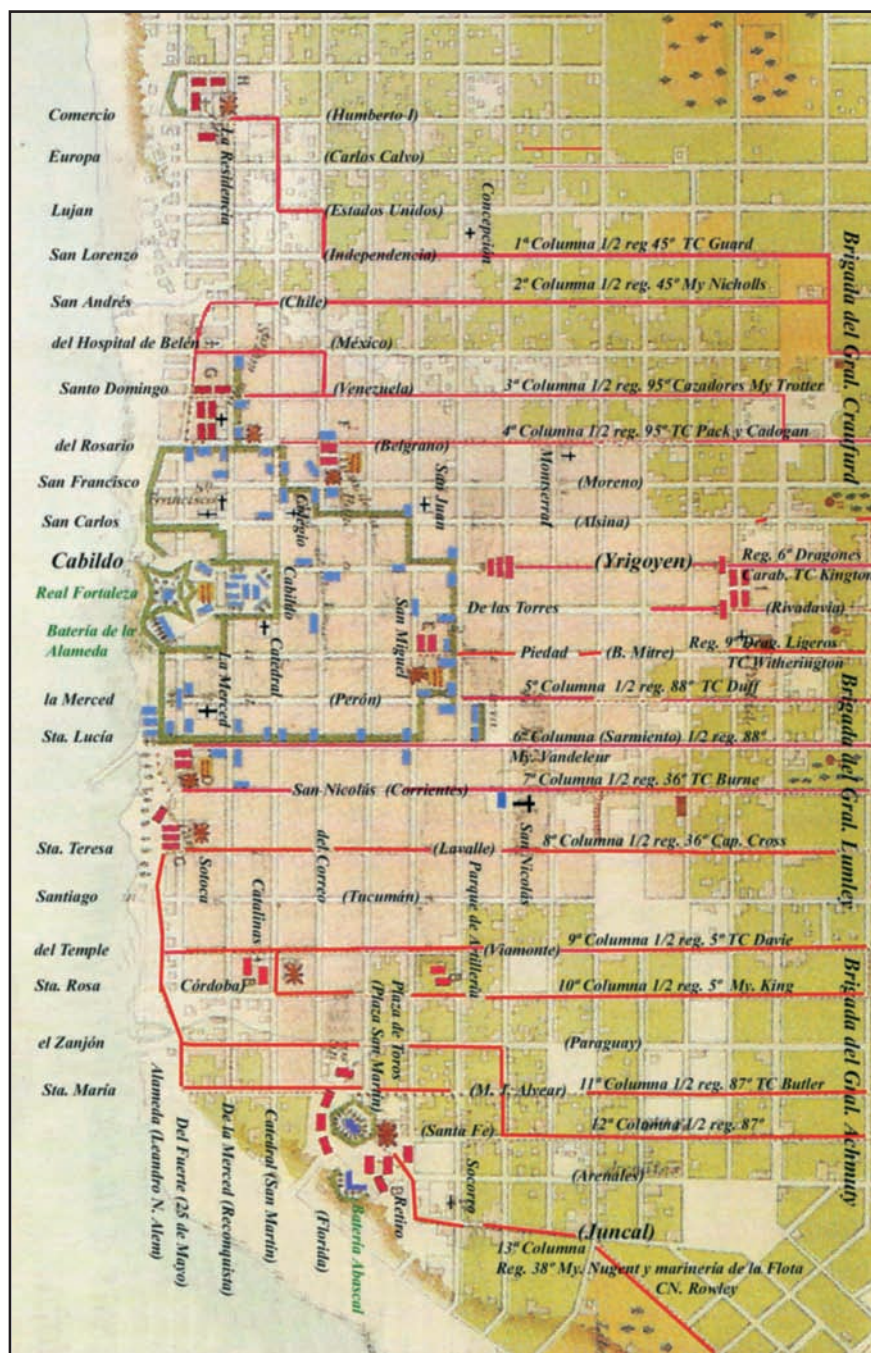 H
Comercio
(Humberto I)
La Residencia
Europa
(Carlos Calvo)
Lujan
(Estados Unidos)
Concepción
San Lorenzo
(Independencia)
1ª Columna 1/2 reg 45º TC Guard
2ª Columna 1/2 reg. 45º My Nicholls
San Andrés
(Chile)
Brigada del Gral. Craufurd
del Hospital de Belén
(México)
G
Santo Domingo
(Venezuela)
3ª Columna 1/2 reg. 95º Cazadores My Trotter
4ª Columna 1/2 reg. 95º TC Pack y Cadogan
del Rosario
F
(Belgrano)
Montserrat
San Francisco
(Moreno)
San Juan
San Carlos
Colegio
(Alsina)
Cabildo
Cabildo
(Yrigoyen)
Reg. 6º Dragones
Carab. TC Kington
Real Fortaleza
De las Torres
(Rivadavia)
Batería de la
Alameda
Catedral
San Miguel
E
Piedad
(B. Mitre)
Reg. 9º Drag. Ligeros
TC Witherington
La Merced
la Merced
(Perón)
5ª Columna 1/2 reg. 88º TC Duff
Sta. Lucía
6ª Columna (Sarmiento) 1/2 reg. 88º
My. Vandeleur
Brigada del Gral. Lumley
D
7ª Columna 1/2 reg. 36º TC Burne
San Nicolás (Corrientes)
San Nicolás
Sta. Teresa
C
Sotoca
del Correo
(Lavalle)
8ª Columna 1/2 reg. 36º Cap. Cross
Santiago
(Tucumán)
Catalinas
Parque de Artillería
del Temple
(Viamonte)
9ª Columna 1/2 reg. 5º TC Davie
Brigada del Gral. Achmuty
Sta. Rosa
Córdoba)
B
B
10ª Columna 1/2 reg. 5º My. King
Plaza de Toros
(Plaza San Martín)
el Zanjón
(Paraguay)
Sta. María
(M. T. Alvear)
11ª Columna 1/2 reg. 87º TC Butler
(Santa Fe)
12ª Columna 1/2 reg. 87º
Alameda (Leandro N. Alem)
Del Fuerte (25 de Mayo)
De la Merced (Reconquista)
Catedral (San Martín)
(Florida)
Batería Abascal
Retiro
Socorro
(Arenales)
(Juncal)
13ª Columna
Reg. 38º My. Nugent y marinería de la Flota
CN. Rowley